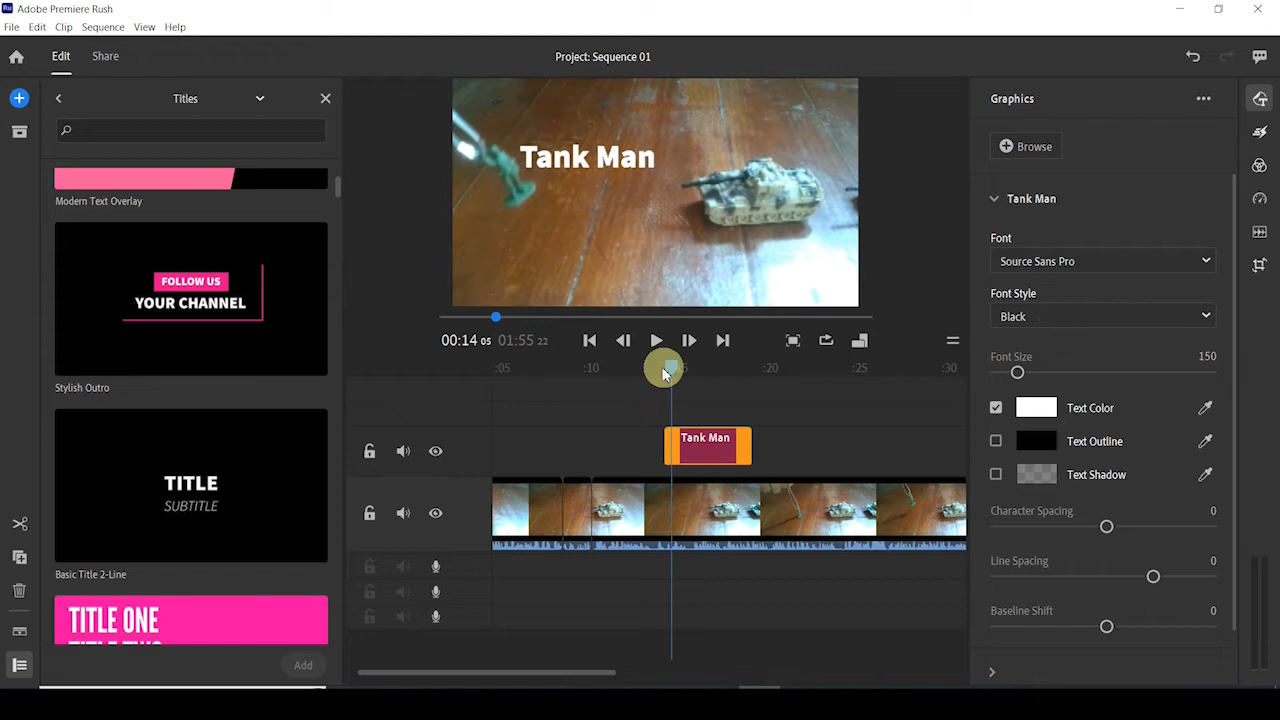 Ru Adobe Premiere Rush
File Edit Clip Sequence View Help
Edit Share Project: Sequence 01
Titles
Modern Text Overlay
FOLLOW US
YOUR CHANNEL
Stylish Outro
TITLE
SUBTITLE
Basic Title 2-Line
TITLE ONE
TITLE TWO
Add
Tank Man
00:14 05 01:55 22
:05 :10 :15 :20 :25 :30
Tank Man
Graphics
Browse
Tank Man
Font
Source Sans Pro
Font Style
Black
Font Size 150
Text Color
Text Outline
Text Shadow
Character Spacing 0
Line Spacing 0
Baseline Shift 0